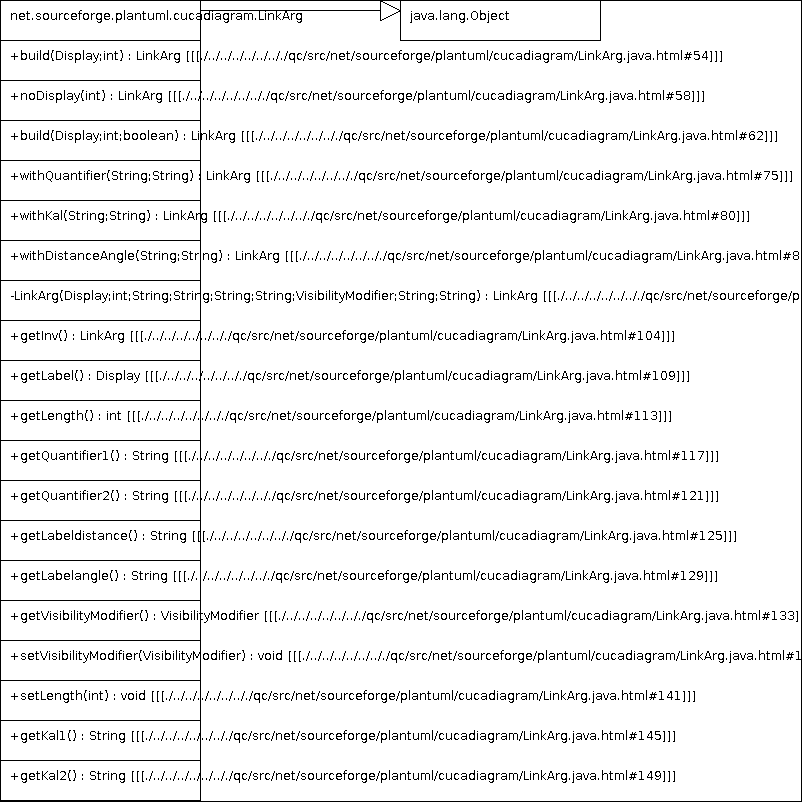 net.sourceforge.plantuml.cucadiagram.LinkArg
java.lang.Object
+build(Display;int) : LinkArg [[[./../../../../../../../qc/src/net/sourceforge/plantuml/cucadiagram/LinkArg.java.html#54]]]
+noDisplay(int) : LinkArg [[[./../../../../../../../qc/src/net/sourceforge/plantuml/cucadiagram/LinkArg.java.html#58]]]
+build(Display;int;boolean) : LinkArg [[[./../../../../../../../qc/src/net/sourceforge/plantuml/cucadiagram/LinkArg.java.html#62]]]
+withQuantifier(String;String) : LinkArg [[[./../../../../../../../qc/src/net/sourceforge/plantuml/cucadiagram/LinkArg.java.html#75]]]
+withKal(String;String) : LinkArg [[[./../../../../../../../qc/src/net/sourceforge/plantuml/cucadiagram/LinkArg.java.html#80]]]
+withDistanceAngle(String;String) : LinkArg [[[./../../../../../../../qc/src/net/sourceforge/plantuml/cucadiagram/LinkArg.java.html#8
-LinkArg(Display;int;String;String;String;String;VisibilityModifier;String;String) : LinkArg [[[./../../../../../../../qc/src/net/sourceforge/p
+getInv() : LinkArg [[[./../../../../../../../qc/src/net/sourceforge/plantuml/cucadiagram/LinkArg.java.html#104]]]
+getLabel() : Display [[[./../../../../../../../qc/src/net/sourceforge/plantuml/cucadiagram/LinkArg.java.html#109]]]
+getLength() : int [[[./../../../../../../../qc/src/net/sourceforge/plantuml/cucadiagram/LinkArg.java.html#113]]]
+getQuantifier1() : String [[[./../../../../../../../qc/src/net/sourceforge/plantuml/cucadiagram/LinkArg.java.html#117]]]
+getQuantifier2() : String [[[./../../../../../../../qc/src/net/sourceforge/plantuml/cucadiagram/LinkArg.java.html#121]]]
+getLabeldistance() : String [[[./../../../../../../../qc/src/net/sourceforge/plantuml/cucadiagram/LinkArg.java.html#125]]]
+getLabelangle() : String [[[./../../../../../../../qc/src/net/sourceforge/plantuml/cucadiagram/LinkArg.java.html#129]]]
+getVisibilityModifier() : VisibilityModifier [[[./../../../../../../../qc/src/net/sourceforge/plantuml/cucadiagram/LinkArg.java.html#133]
+setVisibilityModifier(VisibilityModifier) : void [[[./../../../../../../../qc/src/net/sourceforge/plantuml/cucadiagram/LinkArg.java.html#1
+setLength(int) : void [[[./../../../../../../../qc/src/net/sourceforge/plantuml/cucadiagram/LinkArg.java.html#141]]]
+getKal1() : String [[[./../../../../../../../qc/src/net/sourceforge/plantuml/cucadiagram/LinkArg.java.html#145]]]
+getKal2() : String [[[./../../../../../../../qc/src/net/sourceforge/plantuml/cucadiagram/LinkArg.java.html#149]]]